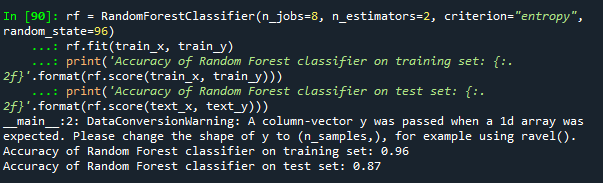 In [90]: rf = RandomForestClassifier(n_jobs=8, n_estimators=2, criterion="entropy",
random_state=96)
...: rf.fit(train_x, train_y)
...: print('Accuracy of Random Forest classifier on training set: {:.
2f}'.format(rf.score(train_x, train_y)))
...: print('Accuracy of Random Forest classifier on test set: {:.
2f}'.format(rf.score(text_x, text_y)))
__main__:2: DataConversionWarning: A column-vector y was passed when a 1d array was
expected. Please change the shape of y to (n_samples,), for example using ravel().
Accuracy of Random Forest classifier on training set: 0.96
Accuracy of Random Forest classifier on test set: 0.87